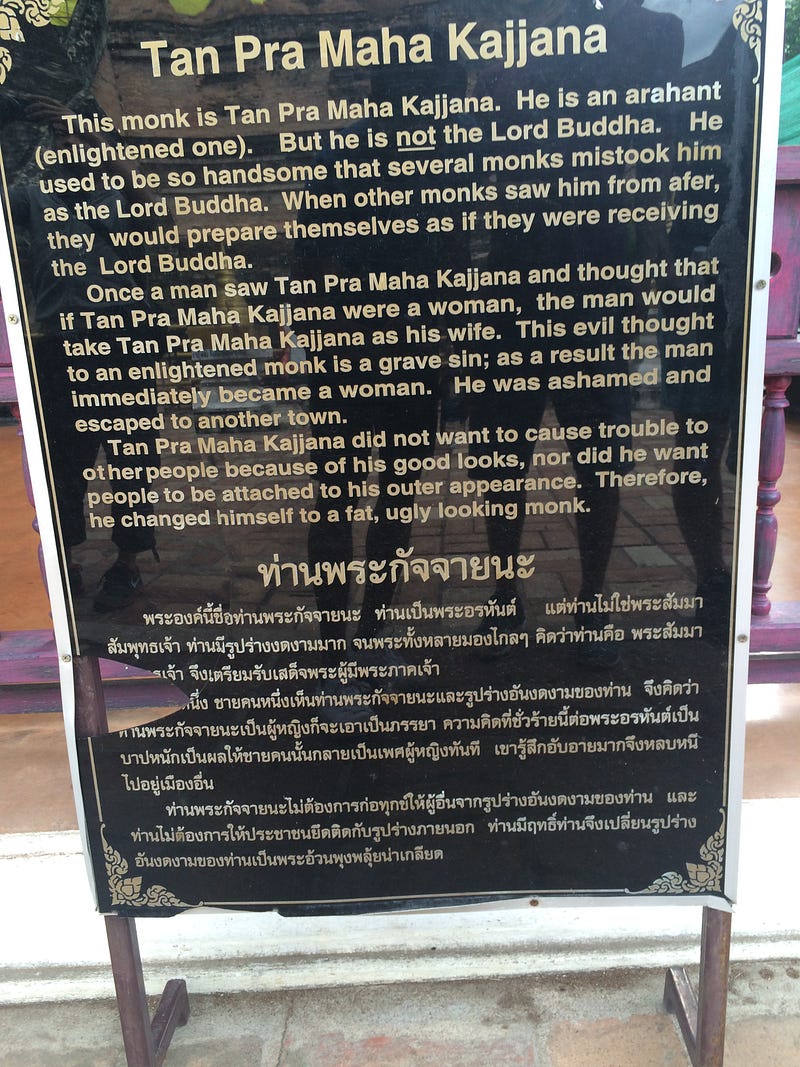 Tan Pra Maha Kajjana
This monk is Tan Pra Maha Kajjana. He is an arahant
(enlightened one). But he is not the Lord Buddha. He
used to be so handsome that several monks mistook him
as the Lord Buddha. When other monks saw him from afer,
they would prepare themselves as if they were receiving
the Lord Buddha.
Once a man saw Tan Pra Maha Kajjana and thought that
if Tan Pra Maha Kajjana were a woman, the man would
take Tan Pra Maha Kajjana as his wife. This evil thought
to an enlightened monk is a grave sin; as a result the man
immediately became a woman. He was ashamed and
escaped to another town.
Tan Pra Maha Kajjana did not want to cause trouble to
other people because of his good looks, nor did he want
people to be attached to his outer appearance. Therefore,
he changed himself to a fat, ugly looking monk.
ท่านพระกัจจายนะ
พระองค์นี้ชื่อท่านพระกัจจายนะ ท่านเป็นพระอรหันต์ แต่ท่านไม่ใช่พระสัมมา
สัมพุทธเจ้า ท่านมีรูปร่างงดงามมาก จนพระทั้งหลายมองไกลๆ คิดว่าท่านคือ พระสัมมา
จึงเตรียมรับเสด็จพระผู้มีพระภาคเจ้า
ชายคนหนึ่งเห็นท่านพระกัจจายนะและรูปร่างอันงดงามของท่าน จึงคิดว่า
ท่านพระกัจจายนะเป็นผู้หญิงก็จะเอาเป็นภรรยา ความคิดที่ชั่วร้ายนี้ต่อพระอรหันต์เป็น
บาปหนักเป็นผลให้ชายคนนั้นกลายเป็นเพศผู้หญิงทันที เขารู้สึกอับอายมากจึงหลบหนี
ไปอยู่เมืองอื่น
ท่านพระกัจจายนะไม่ต้องการก่อทุกข์ให้ผู้อื่นจากรูปร่างอันงดงามของท่าน และ
ท่านไม่ต้องการให้ประชาชนยึดติดกับรูปร่างภายนอก ท่านมีฤทธิ์ท่านจึงเปลี่ยนรูปร่าง
อันงดงามของท่านเป็นพระอ้วนพุงพลุ้ยน่าเกลียด